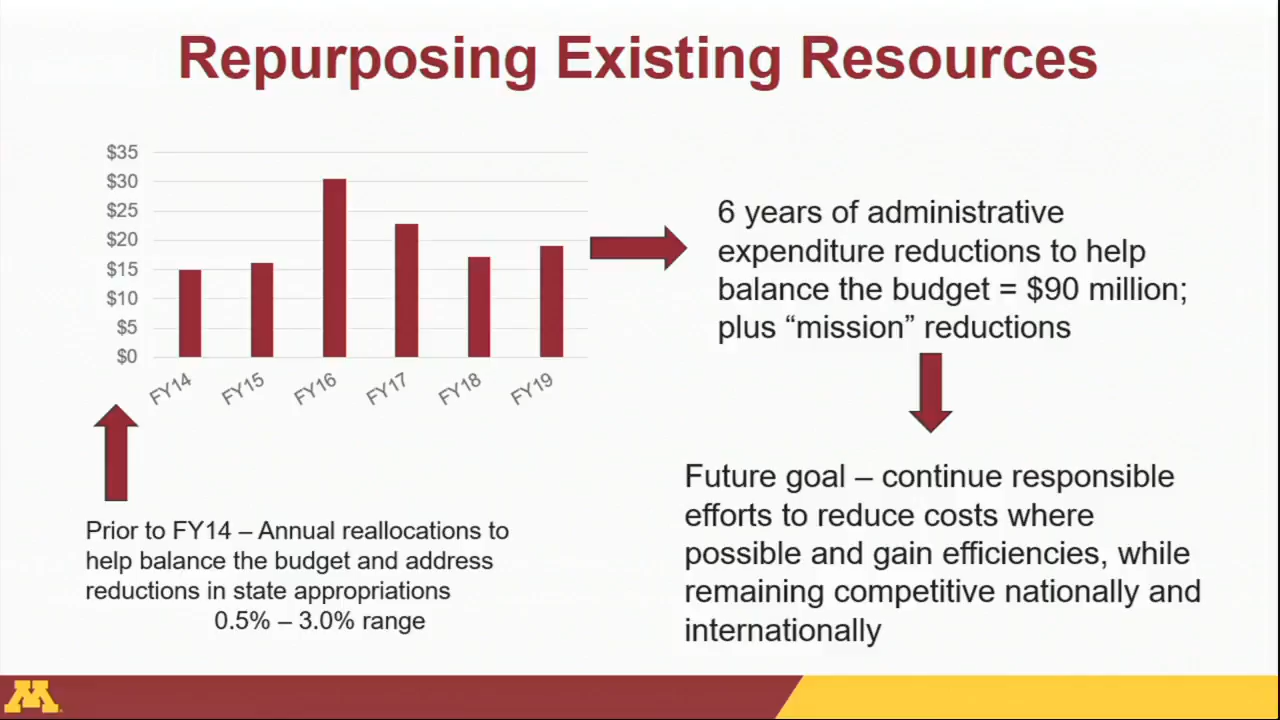 Repurposing Existing Resources
$35
$30
$25
$20
$15
$10
$5
$0
FY14
FY15
FY16
FY17
FY18
FY19
6 years of administrative
expenditure reductions to help
balance the budget = $90 million;
plus “mission” reductions
Prior to FY14 – Annual reallocations to
help balance the budget and address
reductions in state appropriations
0.5% – 3.0% range
Future goal – continue responsible
efforts to reduce costs where
possible and gain efficiencies, while
remaining competitive nationally and
internationally
M